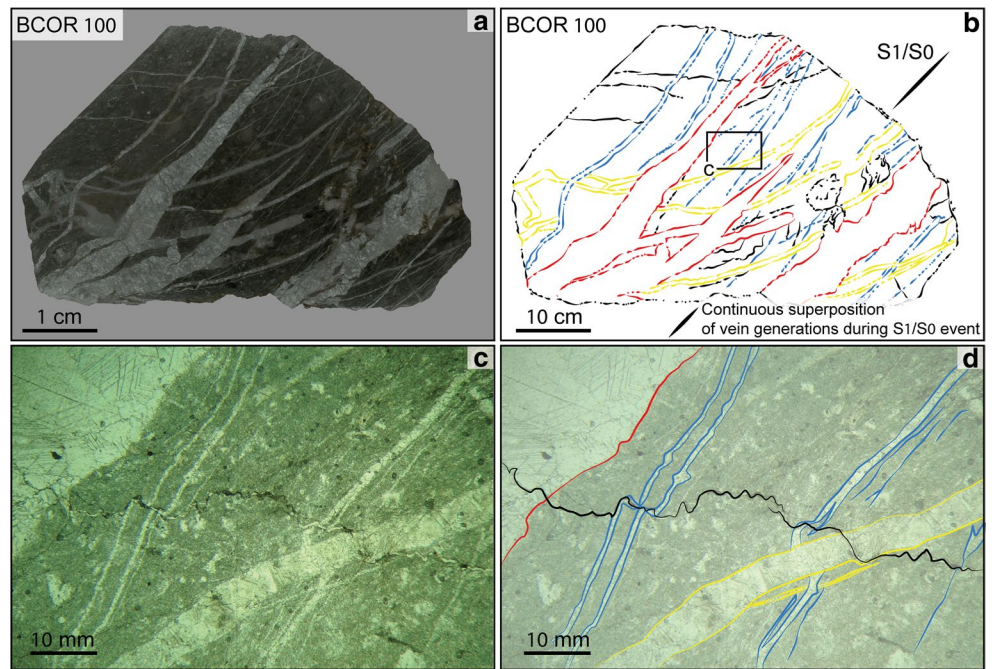 BCOR 100
a
1 cm
BCOR 100
b
S1/S0
C
10 cm
Continuous superposition
of vein generations during S1/S0 event
c
10 mm
d
10 mm